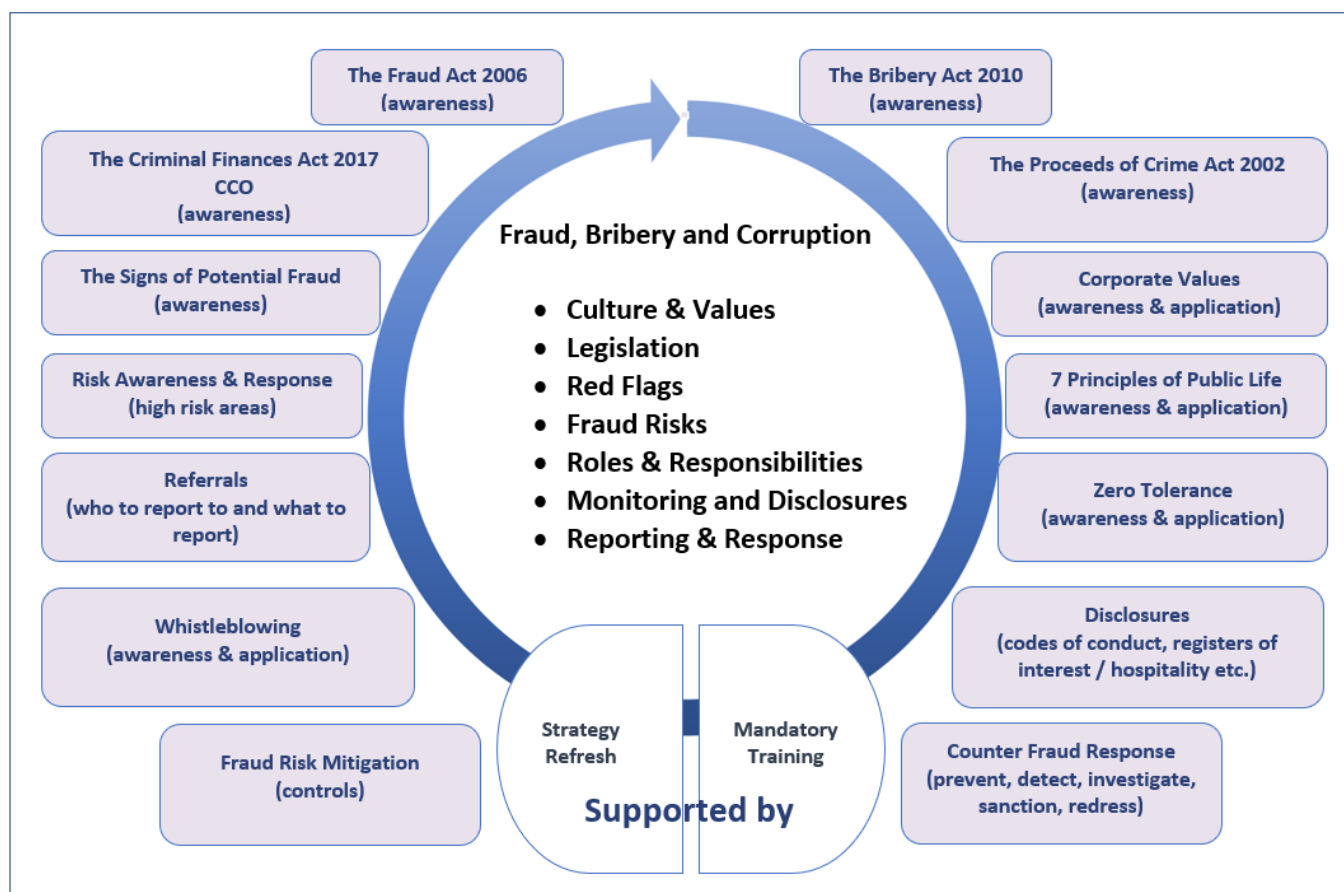 The Fraud Act 2006
(awareness)
The Bribery Act 2010
(awareness)
The Criminal Finances Act 2017
CCO
(awareness)
The Proceeds of Crime Act 2002
(awareness)
The Signs of Potential Fraud
(awareness)
Corporate Values
(awareness & application)
Risk Awareness & Response
(high risk areas)
7 Principles of Public Life
(awareness & application)
Referrals
(who to report to and what to
report)
Zero Tolerance
(awareness & application)
Whistleblowing
(awareness & application)
Disclosures
(codes of conduct, registers of
interest / hospitality etc.)
Fraud Risk Mitigation
(controls)
Counter Fraud Response
(prevent, detect, investigate,
sanction, redress)
Fraud, Bribery and Corruption
• Culture & Values
• Legislation
• Red Flags
• Fraud Risks
• Roles & Responsibilities
• Monitoring and Disclosures
• Reporting & Response
Strategy
Refresh
Mandatory
Training
Supported by